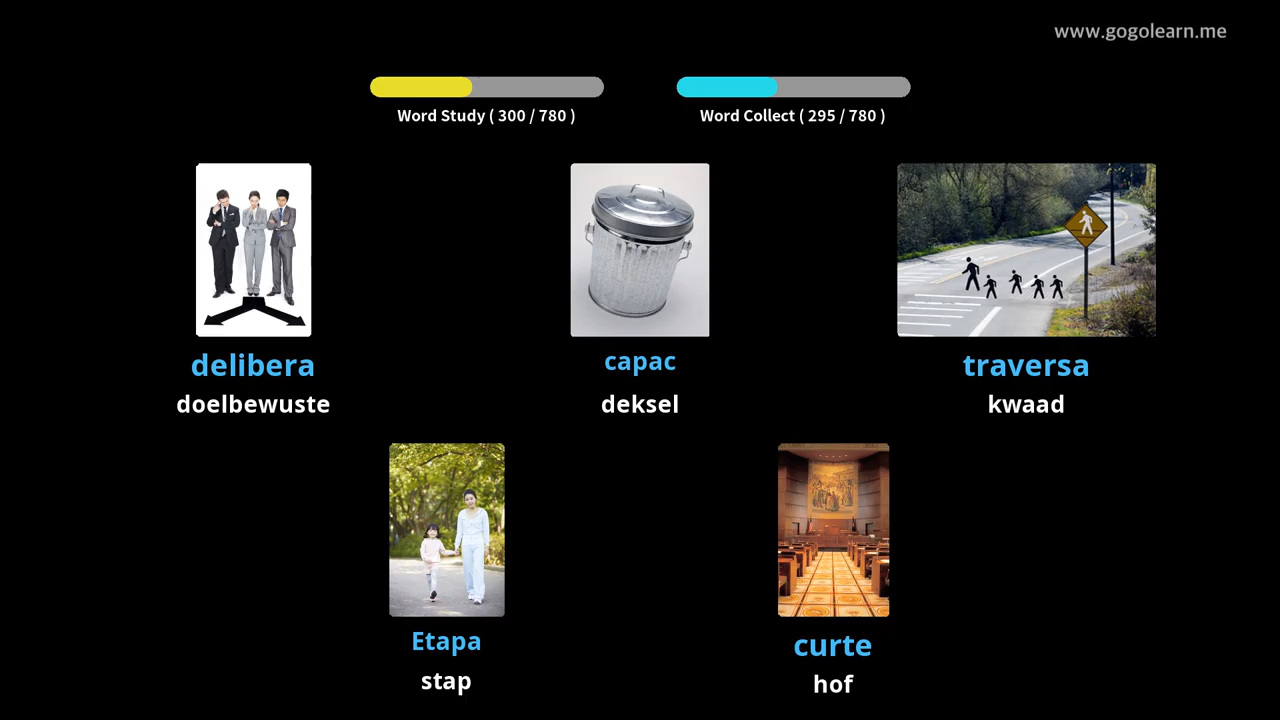 www.gogolearn.me
Word Study ( 300 / 780 )
Word Collect ( 295 / 780 )
delibera
doelbewuste
capac
deksel
traversa
kwaad
Etapa
stap
curte
hof